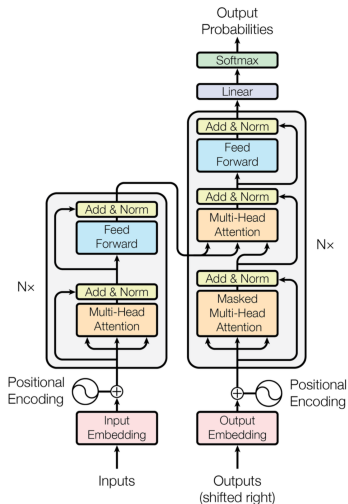 Output
Probabilities
Softmax
Linear
Add & Norm
Feed
Forward
Add & Norm
Multi-Head
Attention
Add & Norm
Masked
Multi-Head
Attention
N×
Add & Norm
Feed
Forward
N×
Add & Norm
Multi-Head
Attention
Positional
Encoding
Positional
Encoding
Input
Embedding
Output
Embedding
Inputs
Outputs
(shifted right)